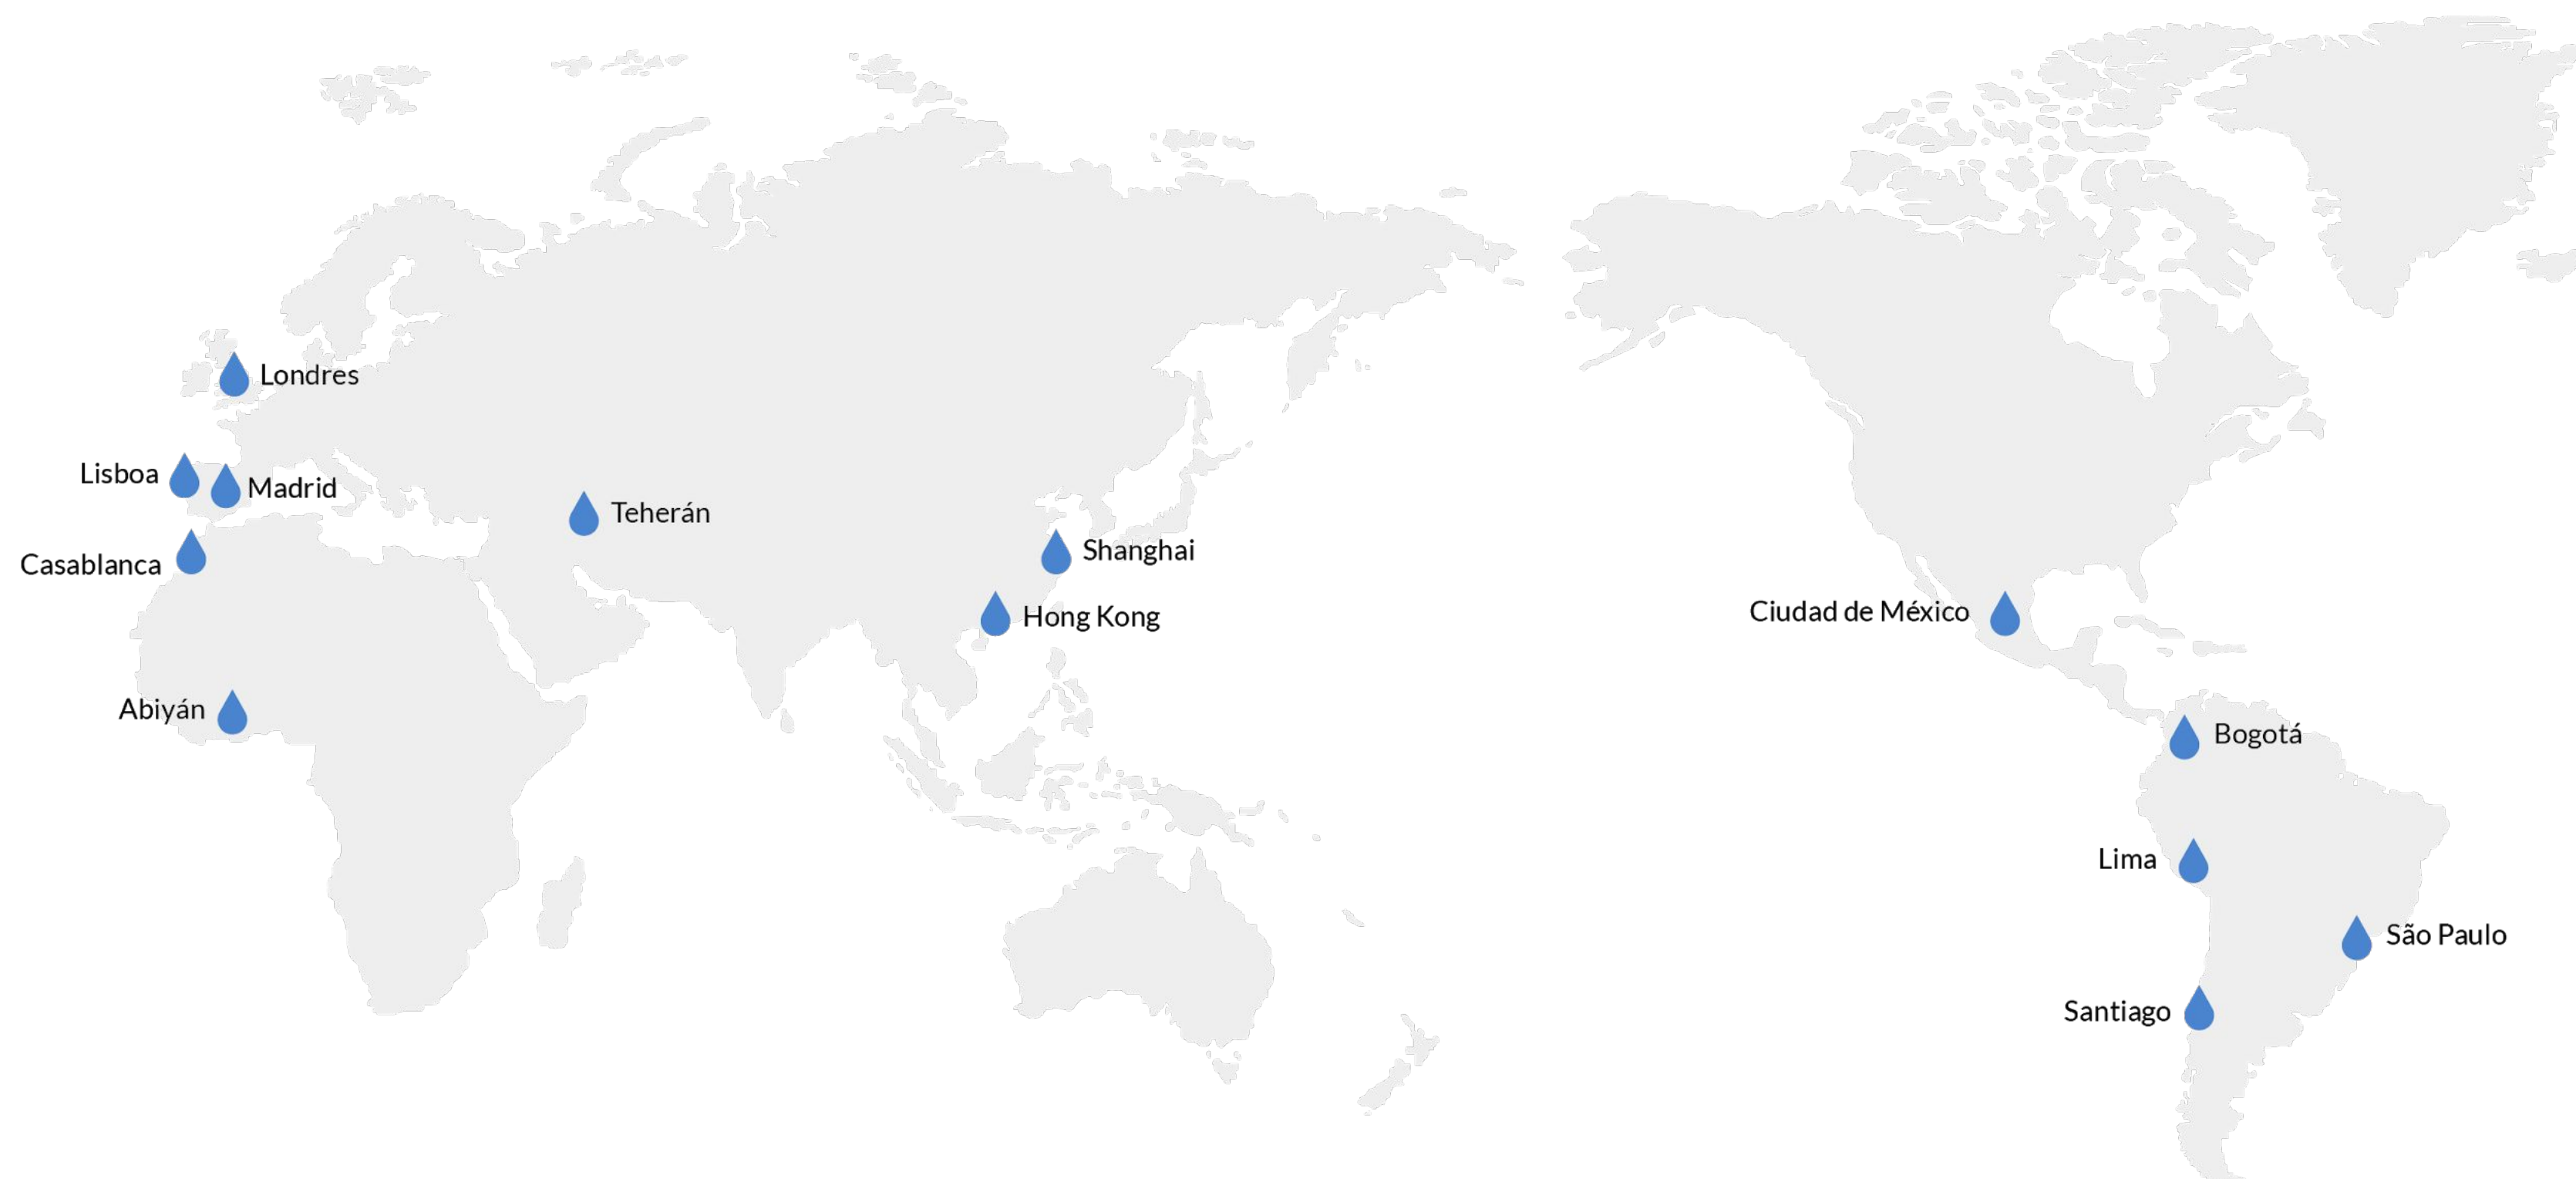 Londres
Lisboa
Madrid
Teherán
Casablanca
Shanghai
Hong Kong
Ciudad de México
Abiyán
Bogotá
Lima
São Paulo
Santiago